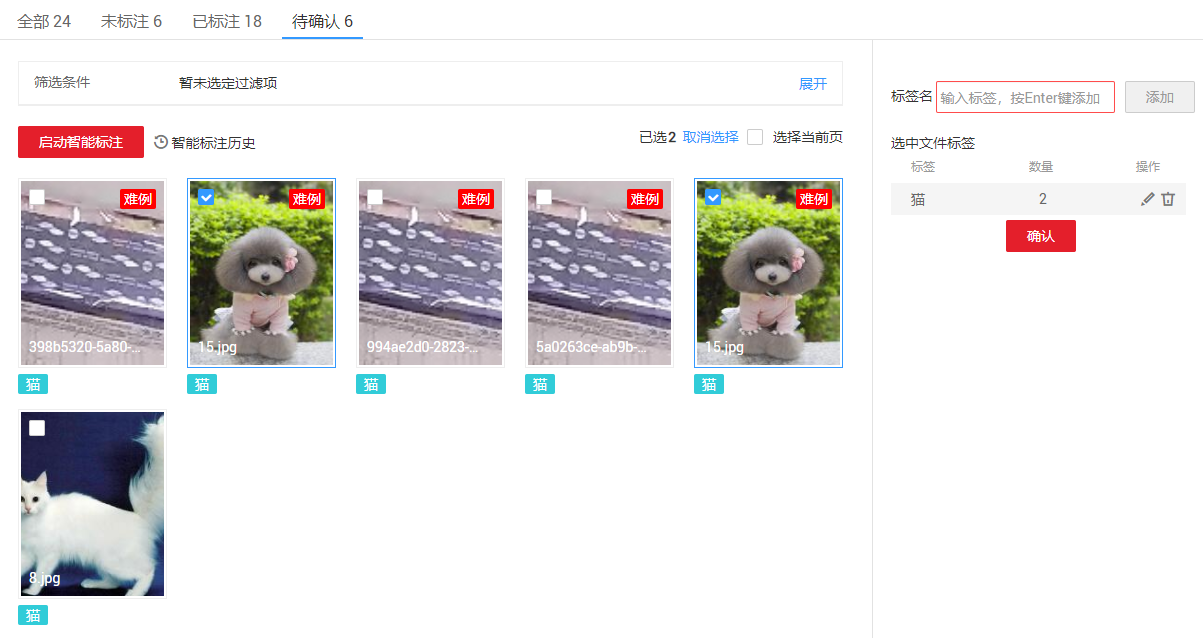 全部 24 未标注 6 已标注 18 待确认 6
筛选条件 暂未选定过滤项 展开
启动智能标注 智能标注历史 已选2 取消选择 选择当前页
难例 难例 难例 难例 难例
398b5320-5a80-... 15.jpg 994ae2d0-2823-... 5a0263ce-ab9b-... 15.jpg
猫 猫 猫 猫 猫
8.jpg
猫
标签名 输入标签，按Enter键添加 添加
选中文件标签
标签 数量 操作
猫 2
确认